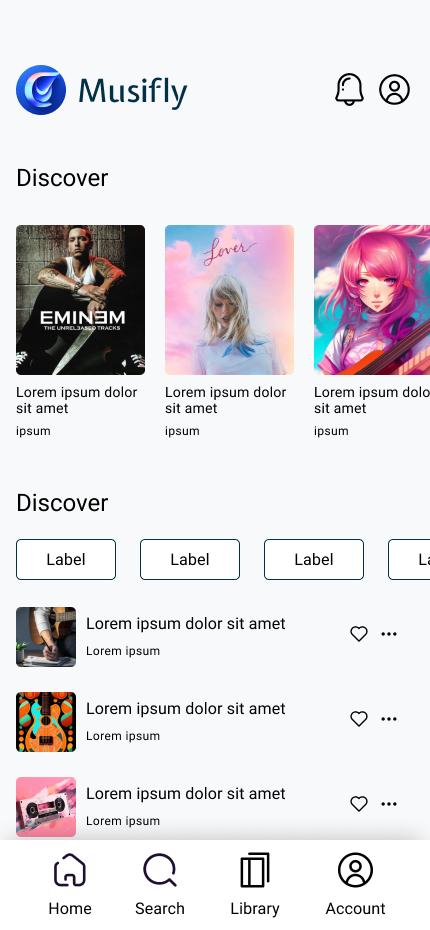 Musifly
Discover
EMINEM
THE UNRELEASED TRACKS
Lover
Lorem ipsum dolor
sit amet
ipsum
Lorem ipsum dolor
sit amet
ipsum
Lorem ipsum dolo
sit amet
ipsum
Discover
Label
Label
Label
La
Lorem ipsum dolor sit amet
Lorem ipsum
Lorem ipsum dolor sit amet
Lorem ipsum
Lorem ipsum dolor sit amet
Lorem ipsum
Home
Search
Library
Account